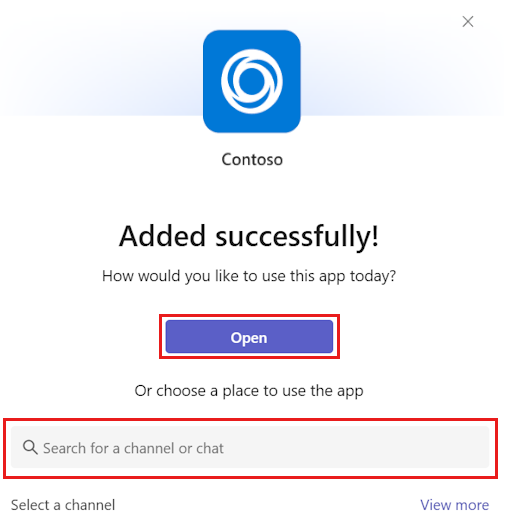 Contoso
Added successfully!
How would you like to use this app today?
Open
Or choose a place to use the app
Search for a channel or chat
Select a channel
View more